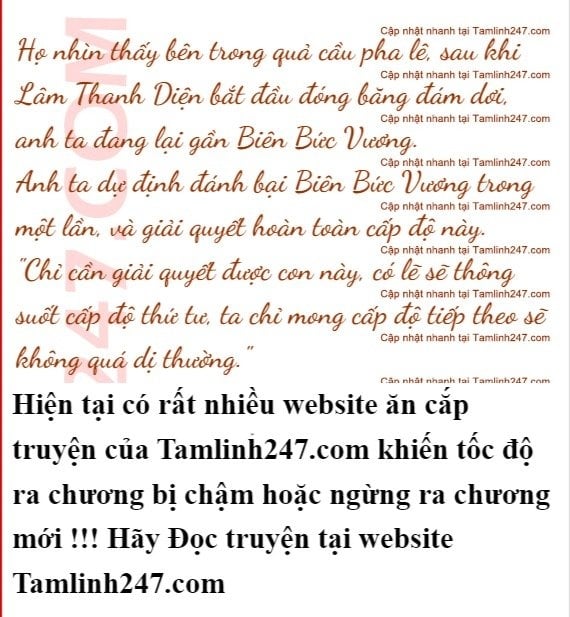 Cập nhật nhanh tại Tamlinh247.com
Họ nhìn thấy bên trong quả cầu pha lê, sau khi
Cập nhật nhanh tại Tamlinh247.com
Lâm Thanh Diện bắt đầu đóng băng đám dơi,
Cập nhật nhanh tại Tamlinh247.com
anh ta đang lại gần Biên Bức Vương.
Cập nhật nhanh tại Tamlinh247.com
Anh ta dự định đánh bại Biên Bức Vương trong
Cập nhật nhanh tại Tamlinh247.com
một lần, và giải quyết hoàn toàn cấp độ này.
Cập nhật nhanh tại Tamlinh247.com
"Chỉ cần giải quyết được con này, có lẽ sẽ thông
Cập nhật nhanh tại Tamlinh247.com
suốt cấp độ thứ tư, ta chỉ mong cấp độ tiếp theo sẽ
Cập nhật nhanh tại Tamlinh247.com
không quá dị thường."
Cập nhật nhanh tại Tamlinh247.com
247.COM
Hiện tại có rất nhiều website ăn cắp
truyện của Tamlinh247.com khiến tốc độ
ra chương bị chậm hoặc ngừng ra chương
mới !!! Hãy Đọc truyện tại website
Tamlinh247.com